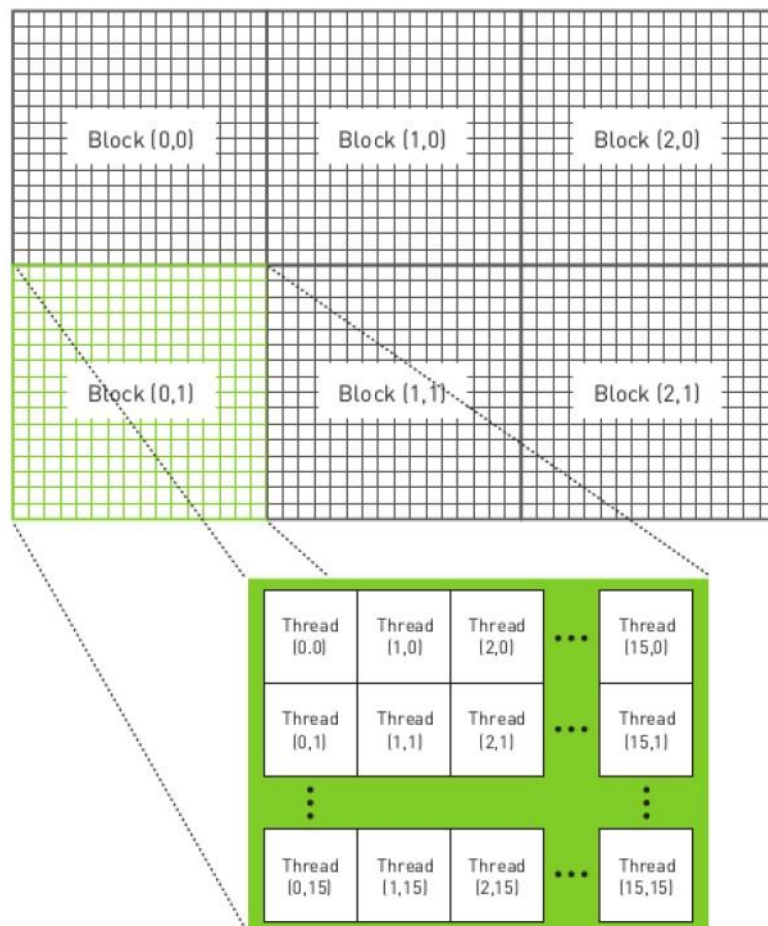 Block (0,0)
Block (1,0)
Block (2,0)
Block (0,1)
Block (1,1)
Block (2,1)
Thread
(0.0)
Thread
(1,0)
Thread
(2,0)
•••
Thread
(15,0)
Thread
(0,1)
Thread
(1,1)
Thread
(2,1)
•••
Thread
(15,1)
Thread
(0,15)
Thread
(1,15)
Thread
(2,15)
•••
Thread
(15,15)